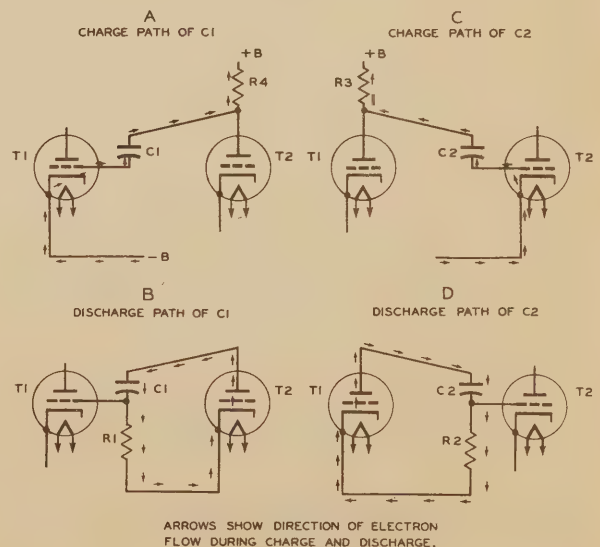 A
CHARGE PATH OF C1
+B
R4
T1
C1
T2
-B
C
CHARGE PATH OF C2
+B
R3
T1
C2
T2
B
DISCHARGE PATH OF C1
T1
C1
T2
R1
D
DISCHARGE PATH OF C2
T1
C2
T2
R2
ARROWS SHOW DIRECTION OF ELECTRON
FLOW DURING CHARGE AND DISCHARGE.